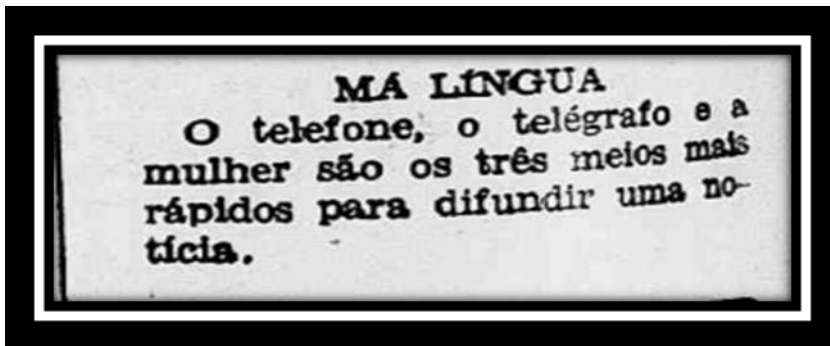 MÁ LÍNGUA
O telefone, o telégrafo e a
mulher são os três meios mais
rápidos para difundir uma no-
tícia.